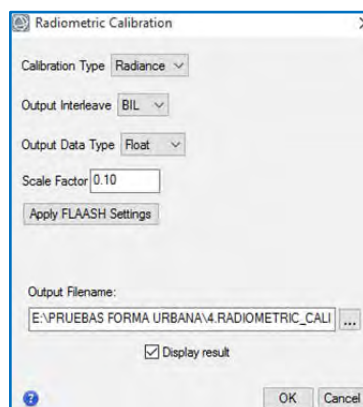 Radiometric Calibration
Calibration Type Radiance
Output Interleave BIL
Output Data Type Float
Scale Factor 0.10
Apply FLAASH Settings
Output Filename:
E:\PRUEBAS FORMA URBANA\4.RADIOMETRIC_CALI ...
Display result
? OK Cancel